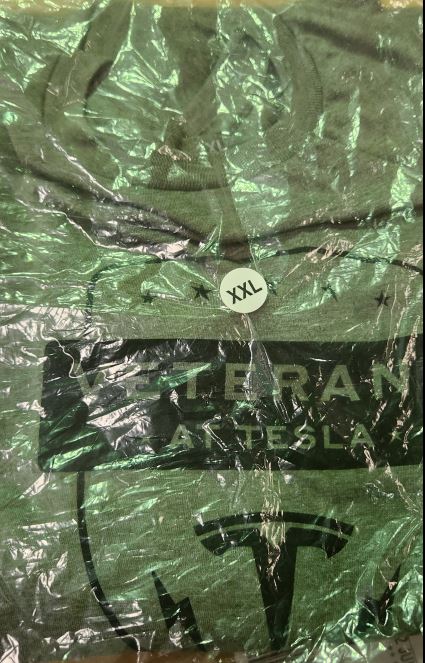 XXL
VETERAN
AT TESLA